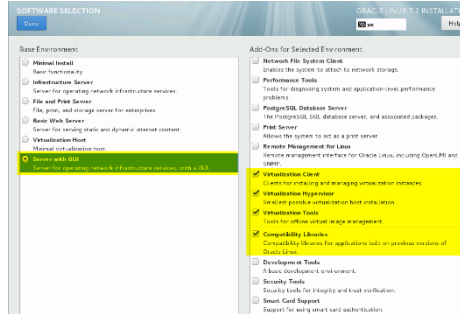 SOFTWARE SELECTION
Done
ORACLE LINUX 7.2 INSTALLATI
us
Help
Base Environment
Minimal Install
Basic functionality.
Infrastructure Server
Server for operating network infrastructure services.
File and Print Server
File, print, and storage server for enterprises.
Basic Web Server
Server for serving static and dynamic internet content.
Virtualization Host
Minimal virtualization host.
Server with GUI
Server for operating network infrastructure services, with a GUI.
Add-Ons for Selected Environment
Network File System Client
Enables the system to attach to network storage.
Performance Tools
Tools for diagnosing system and application-level performance
problems.
PostgreSQL Database Server
The PostgreSQL SQL database server, and associated packages.
Print Server
Allows the system to act as a print server.
Remote Management for Linux
Remote management interface for Oracle Linux, including OpenLMI and
SNMP.
Virtualization Client
Clients for installing and managing virtualization instances.
Virtualization Hypervisor
Smallest possible virtualization host installation.
Virtualization Tools
Tools for offline virtual image management.
Compatibility Libraries
Compatibility libraries for applications built on previous versions of
Oracle Linux.
Development Tools
A basic development environment.
Security Tools
Security tools for integrity and trust verification.
Smart Card Support
Support for using smart card authentication.